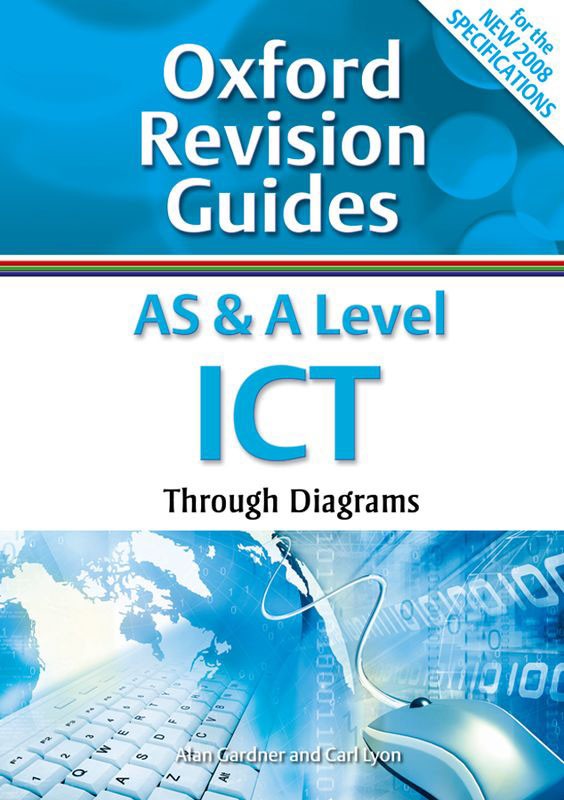 for the
NEW 2008
SPECIFICATIONS
Oxford
Revision
Guides
AS & A Level
ICT
Through Diagrams
Alan Gardner and Carl Lyon